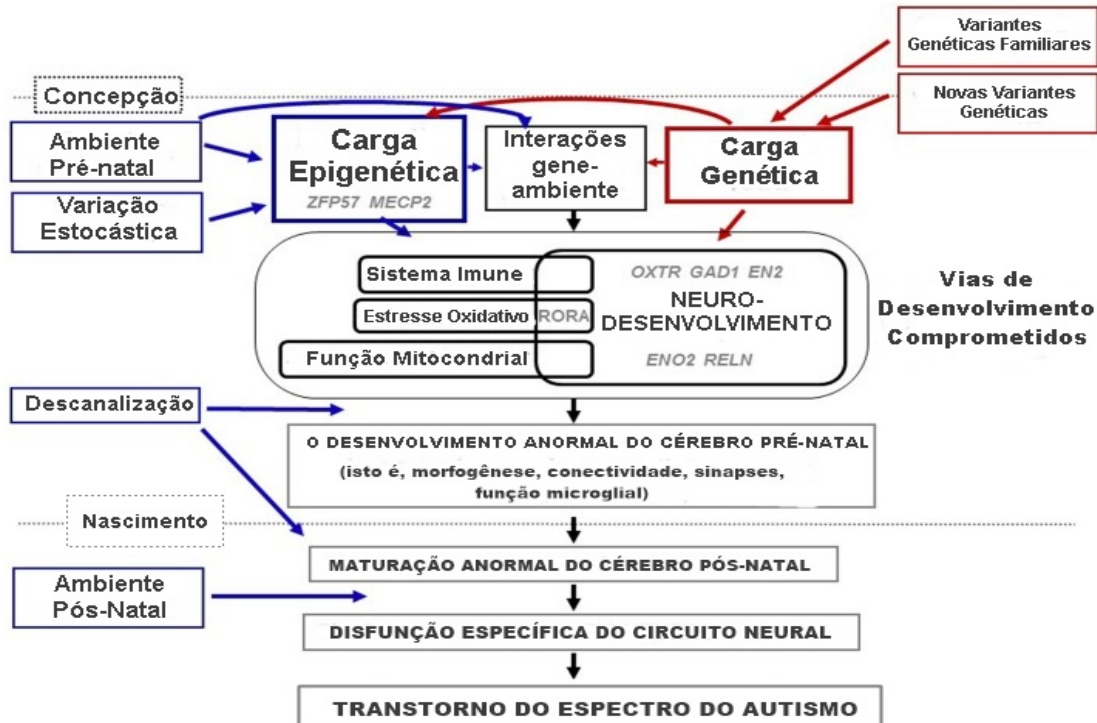 Variantes
Genéticas Familiares
Concepção
Novas Variantes
Genéticas
Ambiente
Pré-natal
Carga
Epigenética
ZFP57 MECP2
Interações
gene-
ambiente
Carga
Genética
Variação
Estocástica
Sistema Imune
OXTR GAD1 EN2
Estresse Oxidativo
RORA
NEURO-
DESENVOLVIMENTO
Função Mitocondrial
ENO2 RELN
Vias de
Desenvolvimento
Comprometidos
Descanalização
O DESENVOLVIMENTO ANORMAL DO CÉREBRO PRÉ-NATAL
(isto é, morfogênese, conectividade, sinapses,
função microglial)
Nascimento
MATURAÇÃO ANORMAL DO CÉREBRO PÓS-NATAL
Ambiente
Pós-Natal
DISFUNÇÃO ESPECÍFICA DO CIRCUITO NEURAL
TRANSTORNO DO ESPECTRO DO AUTISMO